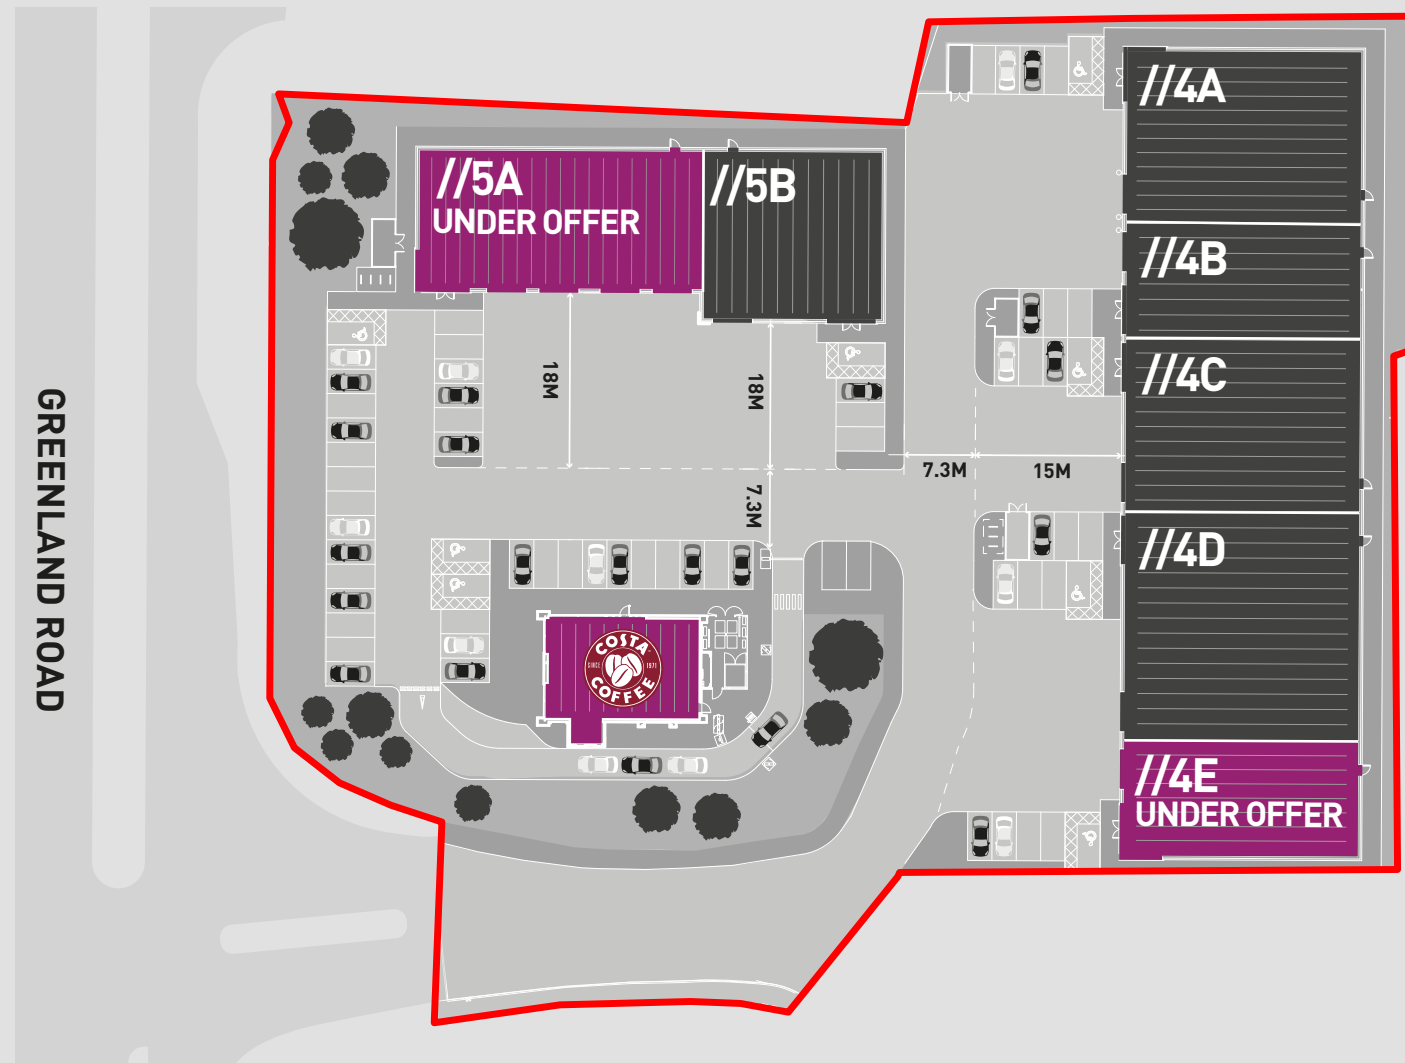 //4A
//5A
UNDER OFFER
//5B
//4B
18M
18M
//4C
GREENLAND ROAD
7.3M
15M
7.3M
//4D
COSTA
SINCE 1971
COFFEE
//4E
UNDER OFFER